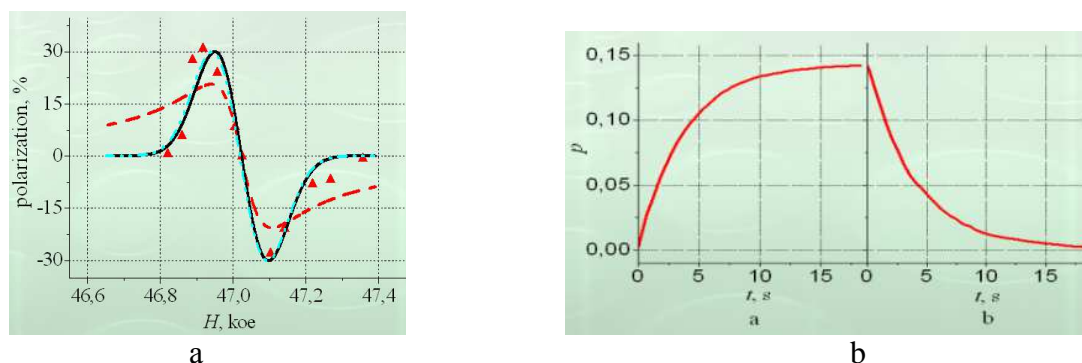 polarization, %
30
15
0
-15
-30
46,6 46,8 47,0 47,2 47,4
H, koe
a
p
0,15
0,10
0,05
0,00
0 5 10 15 0 5 10 15
t, s t, s
a b
b